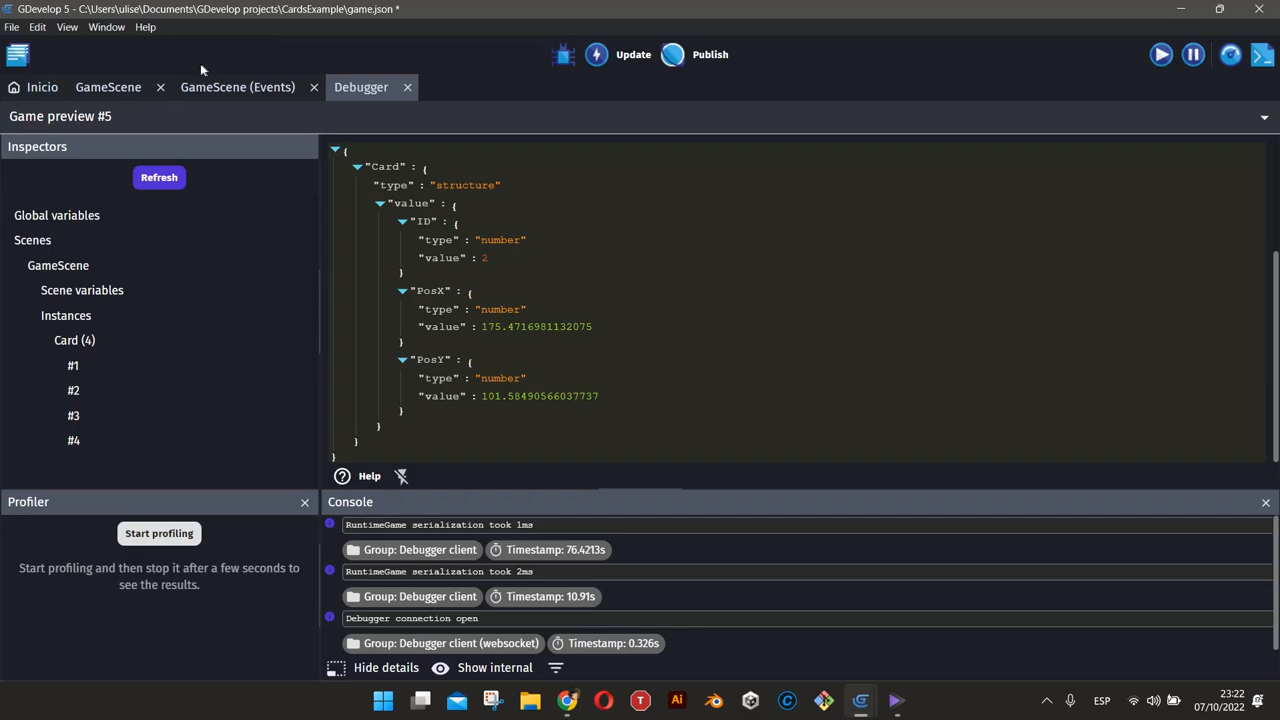 GDevelop 5 - C:\Users\ulise\Documents\GDevelop projects\CardsExample\game.json *
File Edit View Window Help
Update Publish
Inicio GameScene GameScene (Events) Debugger
Game preview #5
Inspectors
Refresh
Global variables
Scenes
GameScene
Scene variables
Instances
Card (4)
#1
#2
#3
#4
{
"Card" : {
"type" : "structure"
"value" : {
"ID" : {
"type" : "number"
"value" : 2
}
"PosX" : {
"type" : "number"
"value" : 175.4716981132075
}
"PosY" : {
"type" : "number"
"value" : 101.58490566037737
}
}
}
}
Help
Profiler
Start profiling
Start profiling and then stop it after a few seconds to
see the results.
Console
RuntimeGame serialization took 1ms
Group: Debugger client Timestamp: 76.4213s
RuntimeGame serialization took 2ms
Group: Debugger client Timestamp: 10.91s
Debugger connection open
Group: Debugger client (websocket) Timestamp: 0.326s
Hide details Show internal
T Ai C ESP 23:22
07/10/2022